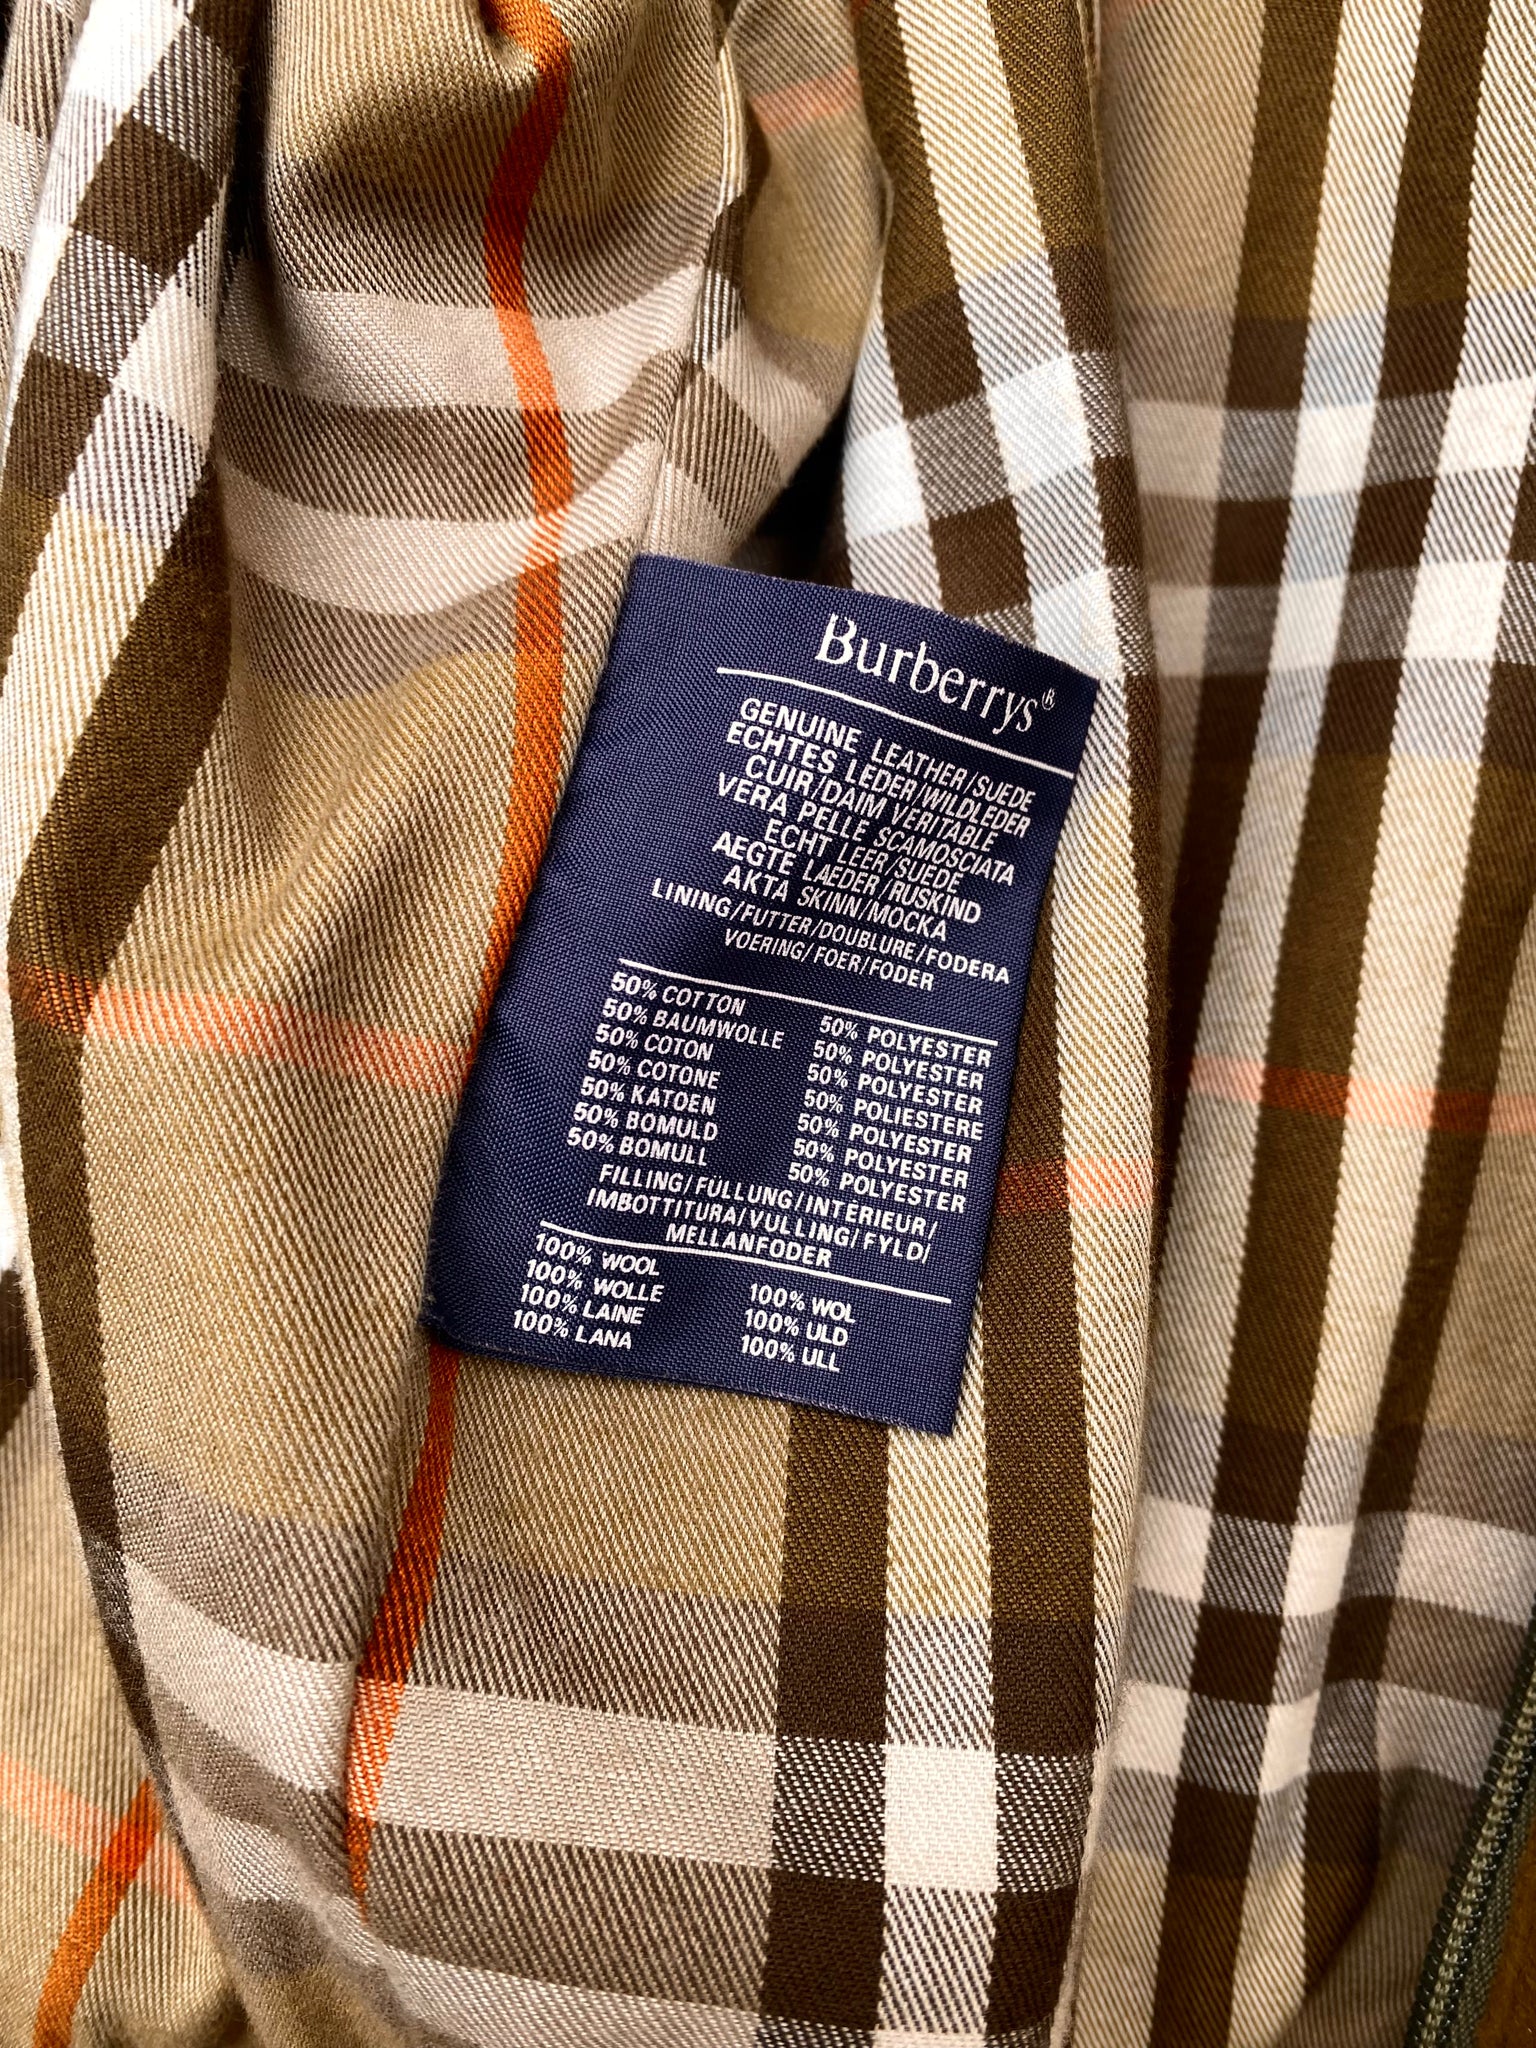 Burberrys®
GENUINE LEATHER/SUEDE
ECHTES LEDER/WILDLEDER
CUIR/DAIM VERITABLE
VERA PELLE SCAMOSCIATA
ECHT LEER/SUEDE
AEGTE LAEDER/RUSKIND
AKTA SKINN/MOCKA
LINING/FUTTER/DOUBLURE/FODERA
VOERING/FOER/FODER
50% COTTON 50% POLYESTER
50% BAUMWOLLE 50% POLYESTER
50% COTON 50% POLYESTER
50% COTONE 50% POLIESTERE
50% KATOEN 50% POLYESTER
50% BOMULD 50% POLYESTER
50% BOMULL 50% POLYESTER
FILLING/FULLUNG/INTERIEUR/
IMBOTTITURA/VULLING/FYLD/
MELLANFODER
100% WOOL 100% WOL
100% WOLLE 100% ULD
100% LAINE 100% ULL
100% LANA